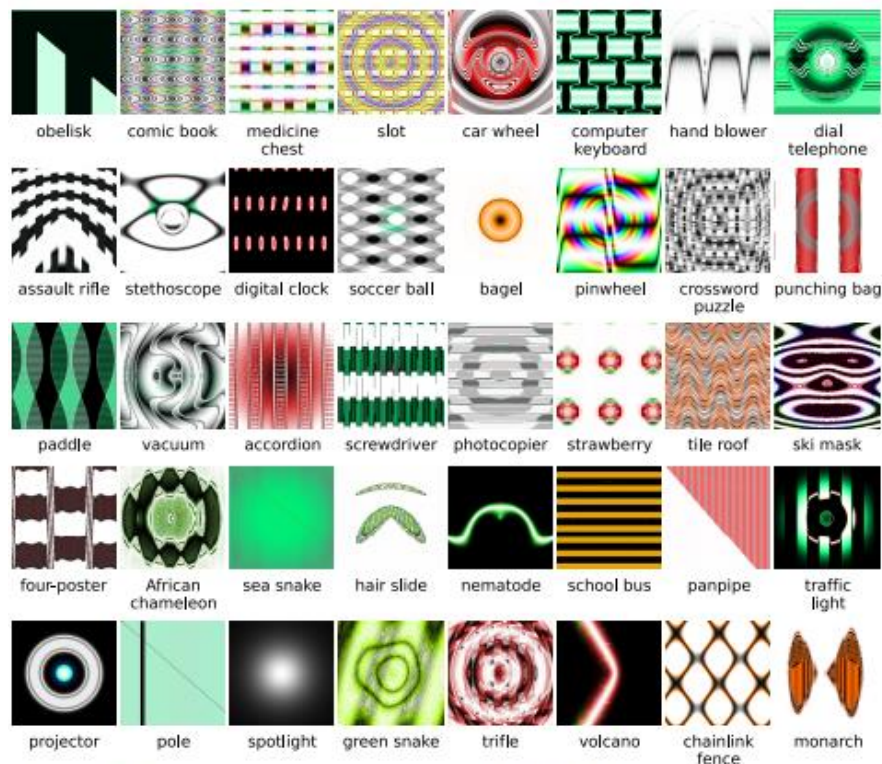 obelisk
comic book
medicine
chest
slot
car wheel
computer
keyboard
hand blower
dial
telephone
assault rifle
stethoscope
digital clock
soccer ball
bagel
pinwheel
crossword
puzzle
punching bag
paddle
vacuum
accordion
screwdriver
photocopier
strawberry
tile roof
ski mask
four-poster
African
chameleon
sea snake
hair slide
nematode
school bus
panpipe
traffic
light
projector
pole
spotlight
green snake
trifle
volcano
chainlink
fence
monarch